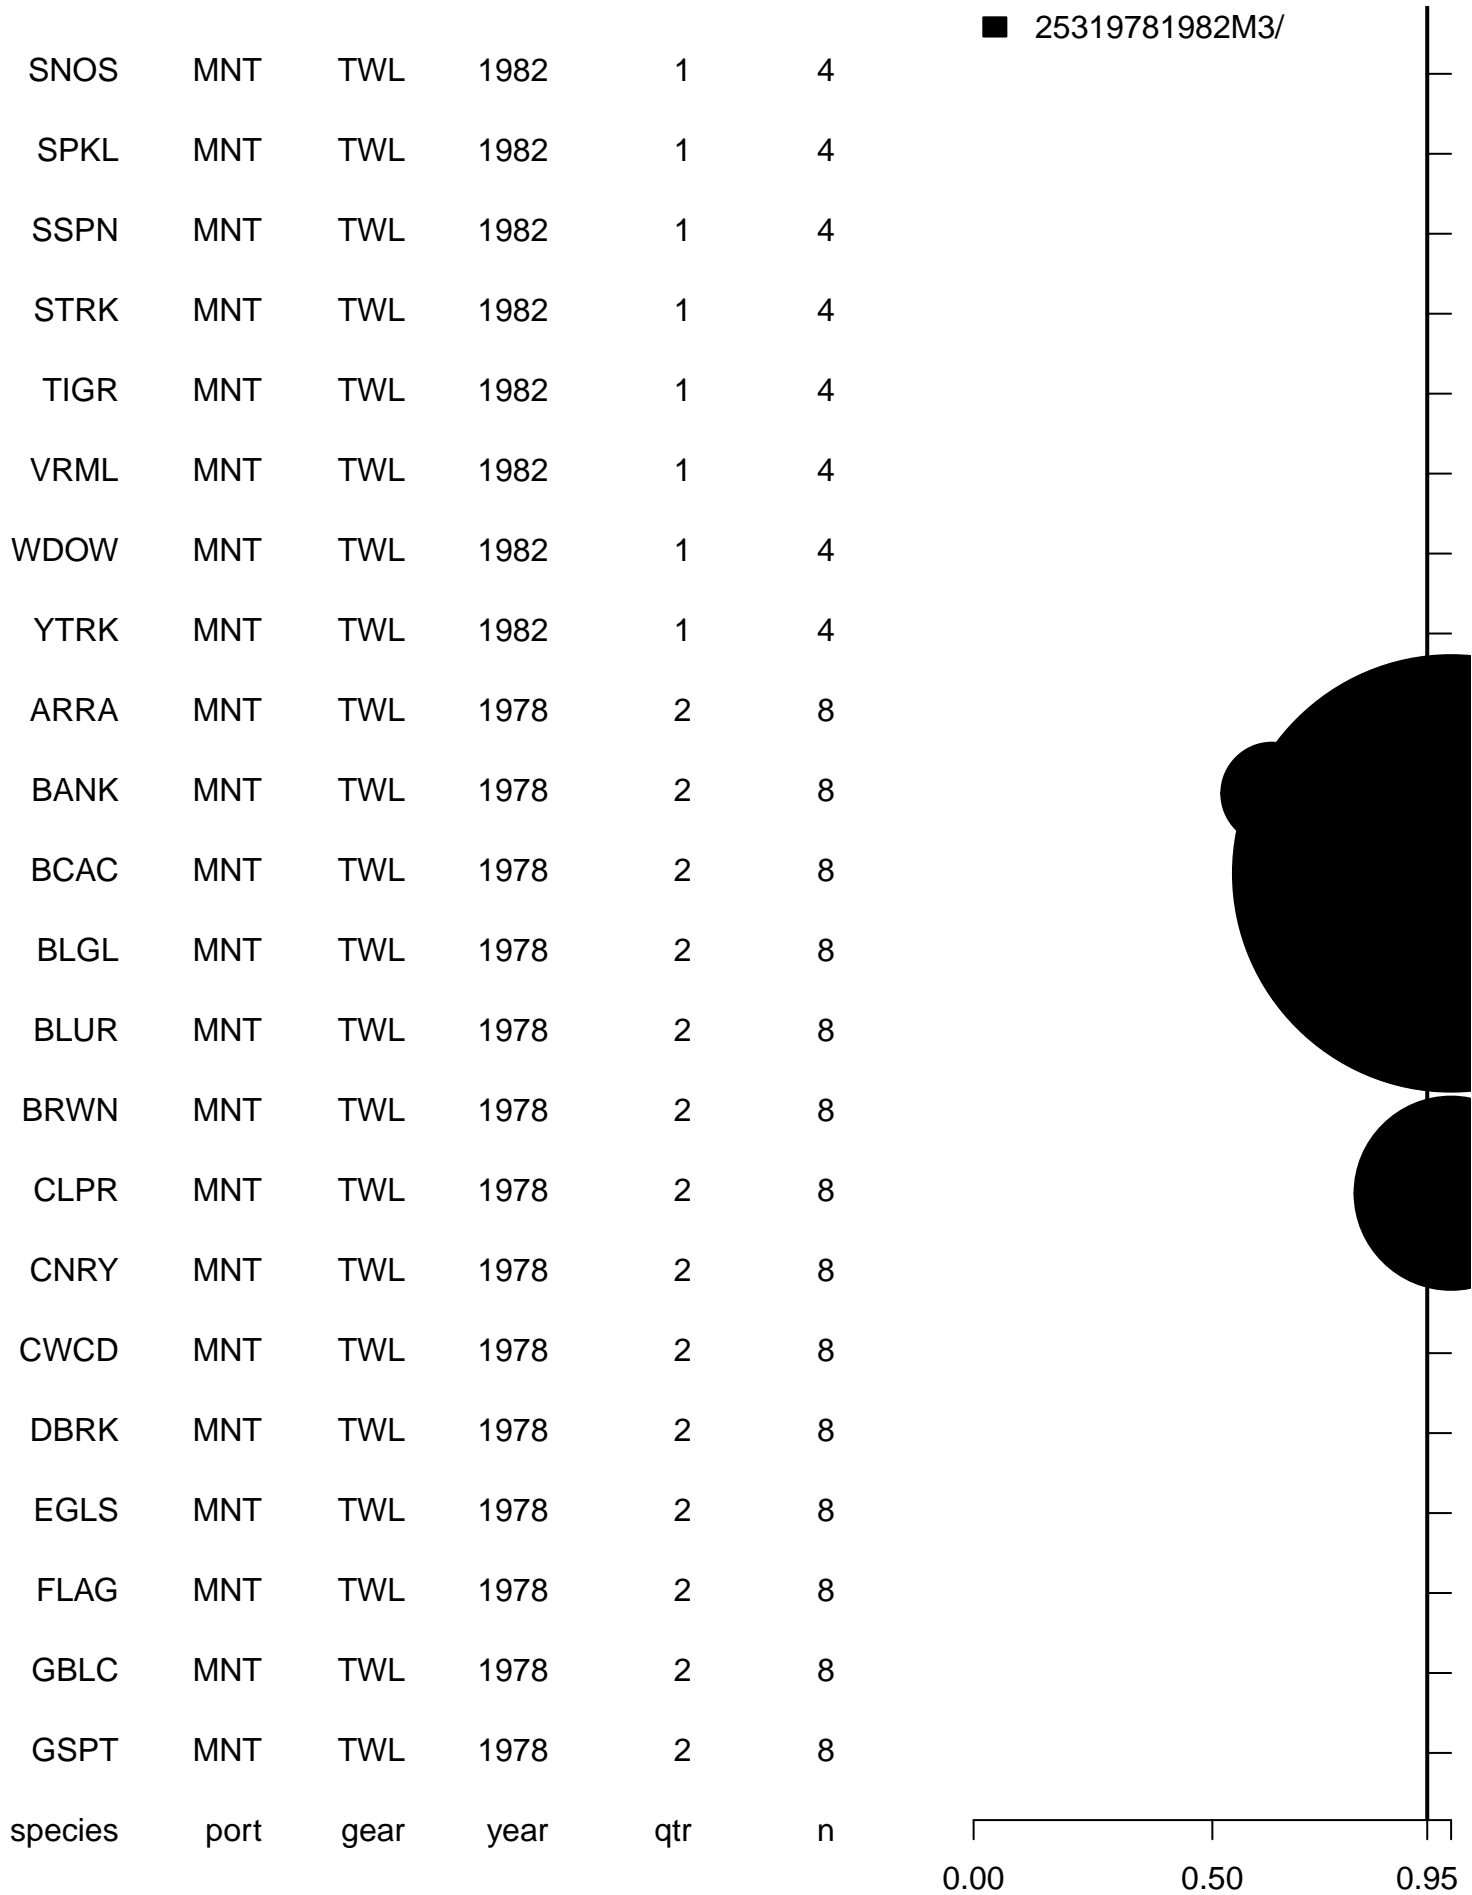 25319781982M3/
SNOS MNT TWL 1982 1 4
SPKL MNT TWL 1982 1 4
SSPN MNT TWL 1982 1 4
STRK MNT TWL 1982 1 4
TIGR MNT TWL 1982 1 4
VRML MNT TWL 1982 1 4
WDOW MNT TWL 1982 1 4
YTRK MNT TWL 1982 1 4
ARRA MNT TWL 1978 2 8
BANK MNT TWL 1978 2 8
BCAC MNT TWL 1978 2 8
BLGL MNT TWL 1978 2 8
BLUR MNT TWL 1978 2 8
BRWN MNT TWL 1978 2 8
CLPR MNT TWL 1978 2 8
CNRY MNT TWL 1978 2 8
CWCD MNT TWL 1978 2 8
DBRK MNT TWL 1978 2 8
EGLS MNT TWL 1978 2 8
FLAG MNT TWL 1978 2 8
GBLC MNT TWL 1978 2 8
GSPT MNT TWL 1978 2 8
species port gear year qtr n
0.00 0.50 0.95